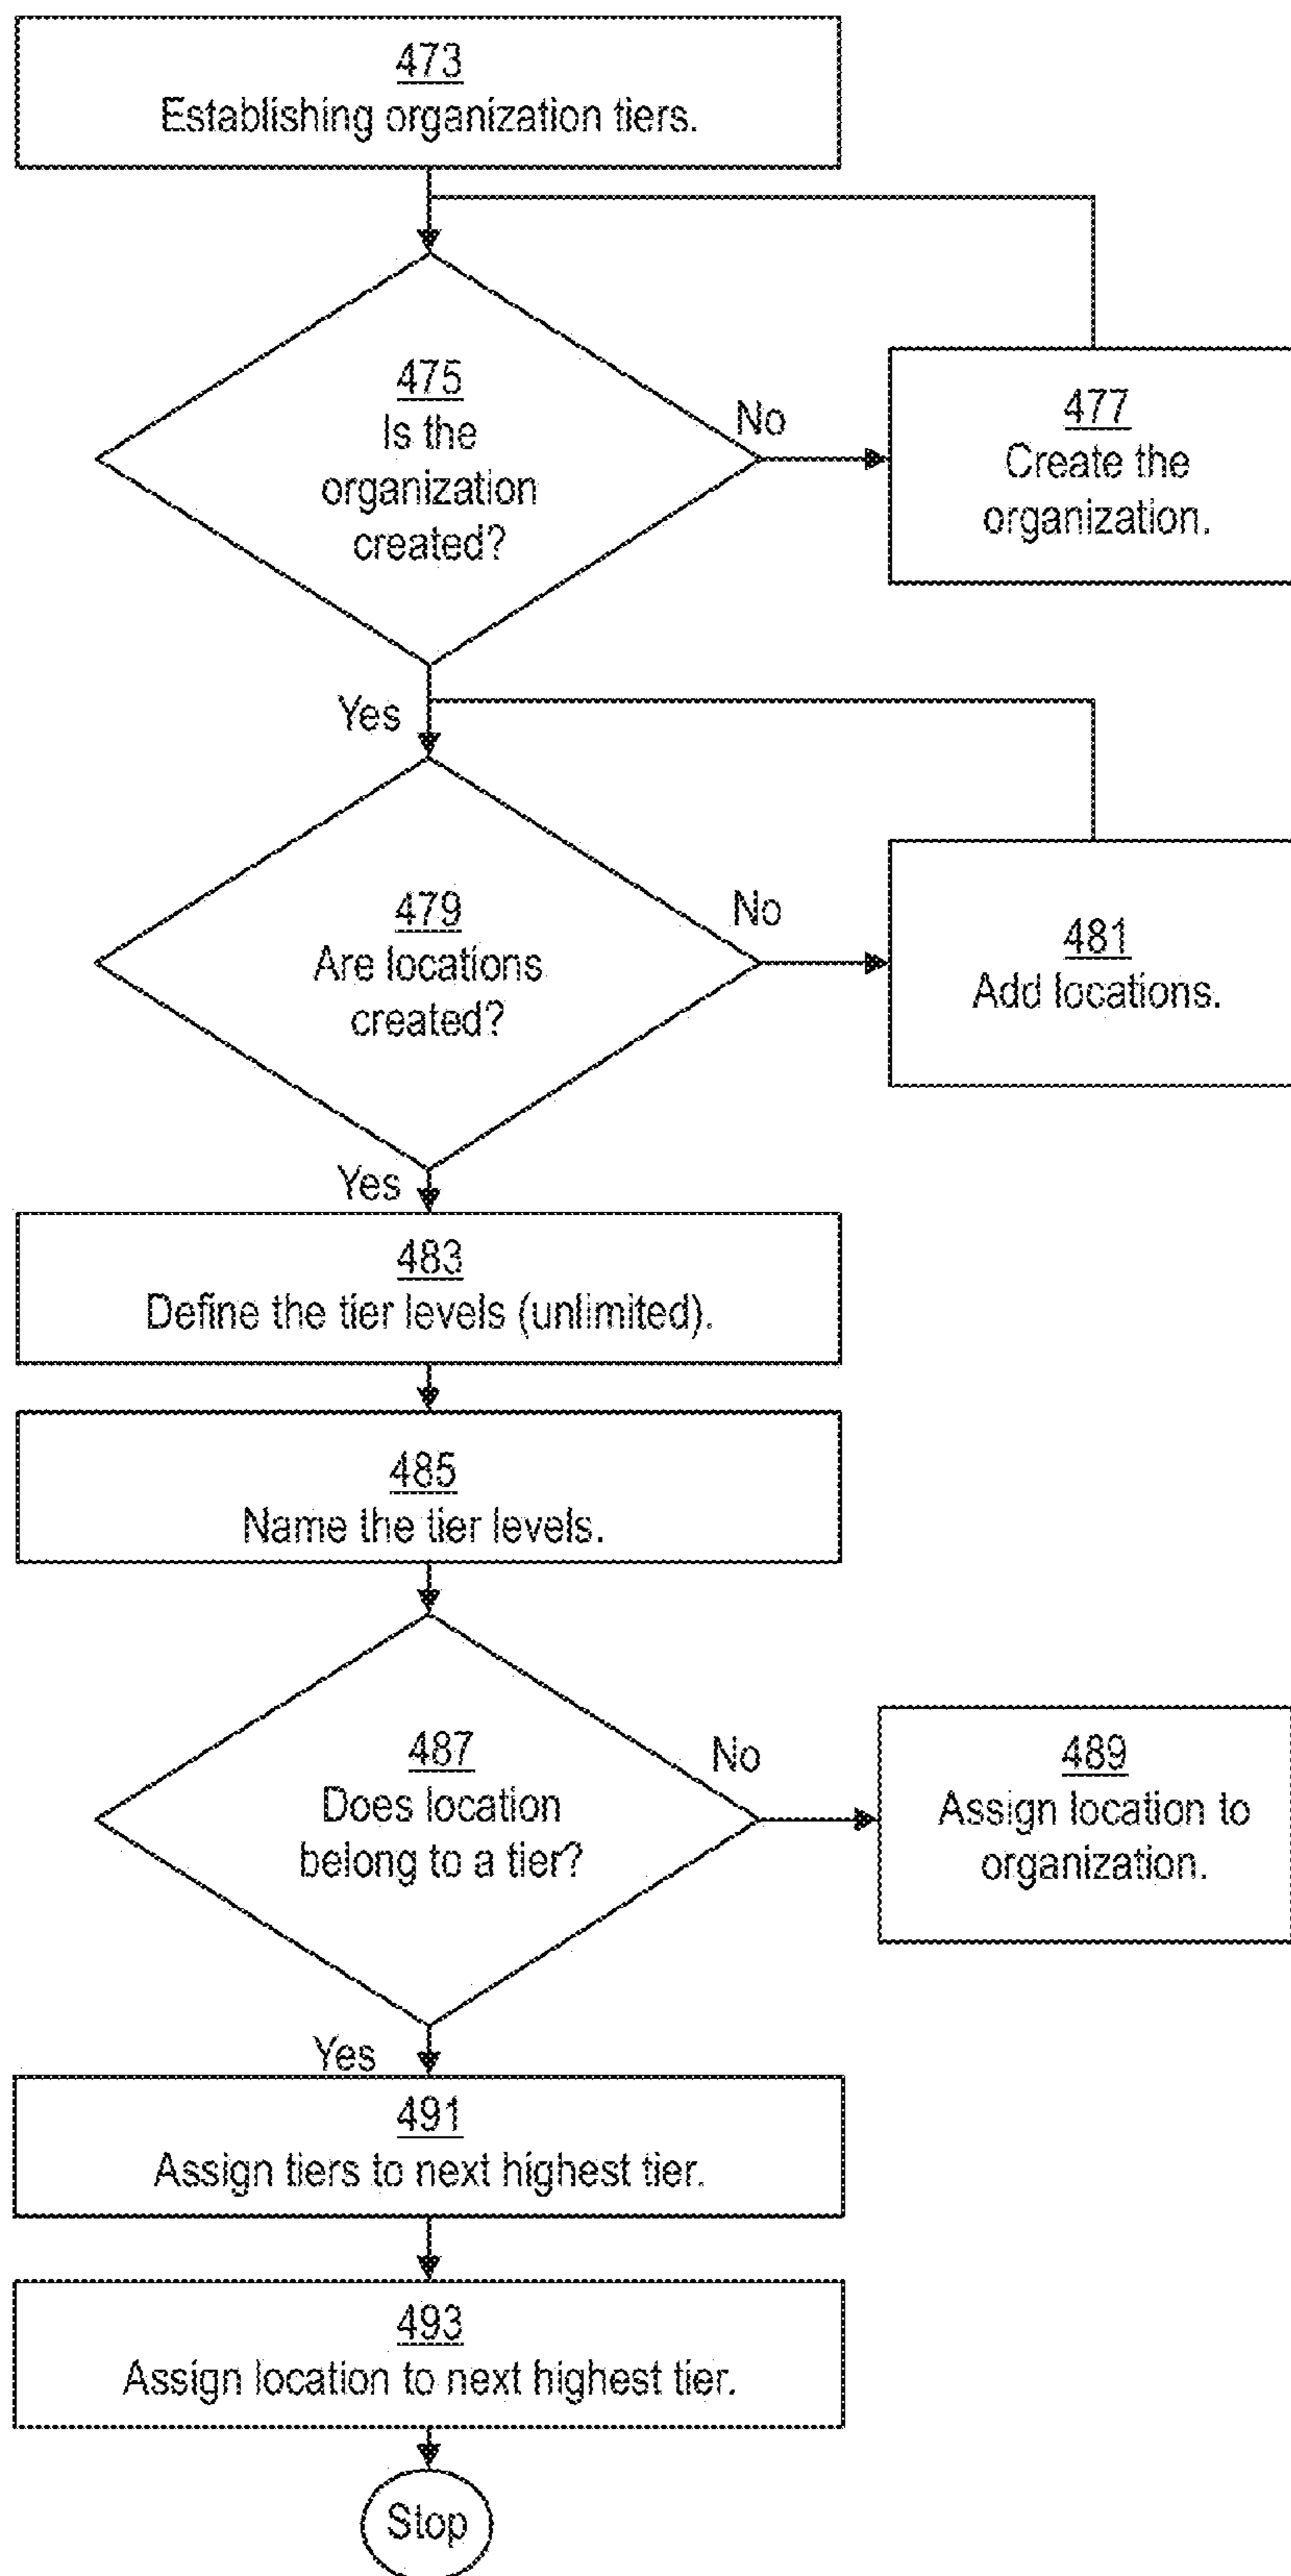 473
Establishing organization tiers.
475
Is the
organization
created?
No
477
Create the
organization.
Yes
479
Are locations
created?
No
481
Add locations.
Yes
483
Define the tier levels (unlimited).
485
Name the tier levels.
487
Does location
belong to a tier?
No
489
Assign location to
organization.
Yes
491
Assign tiers to next highest tier.
493
Assign location to next highest tier.
Stop